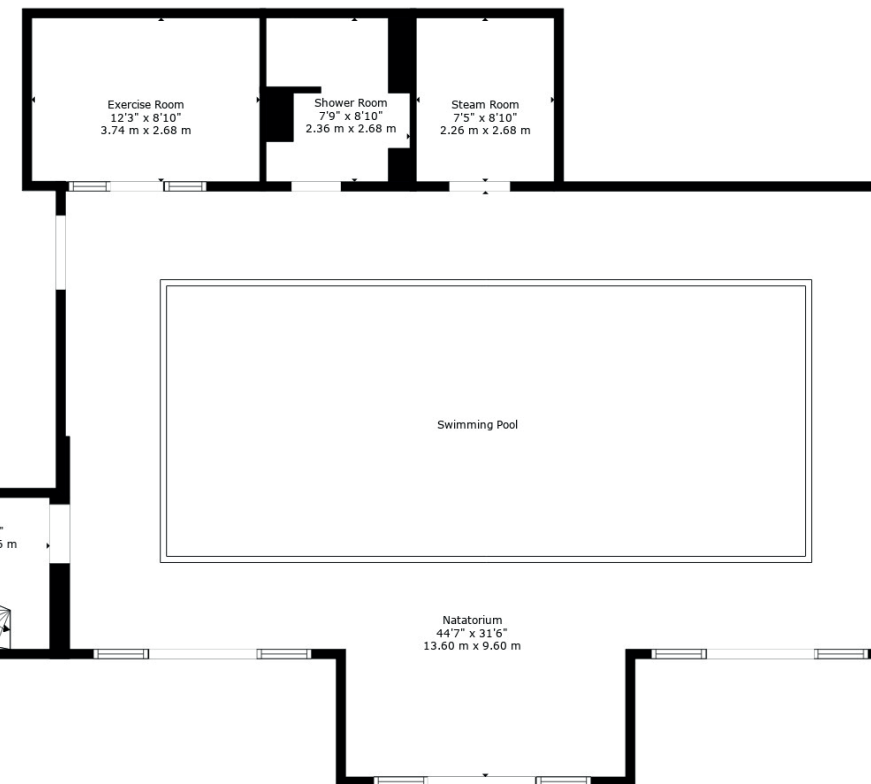 Exercise Room
12'3" x 8'10"
3.74 m x 2.68 m
Shower Room
7'9" x 8'10"
2.36 m x 2.68 m
Steam Room
7'5" x 8'10"
2.26 m x 2.68 m
Swimming Pool
"
m
Natatorium
44'7" x 31'6"
13.60 m x 9.60 m